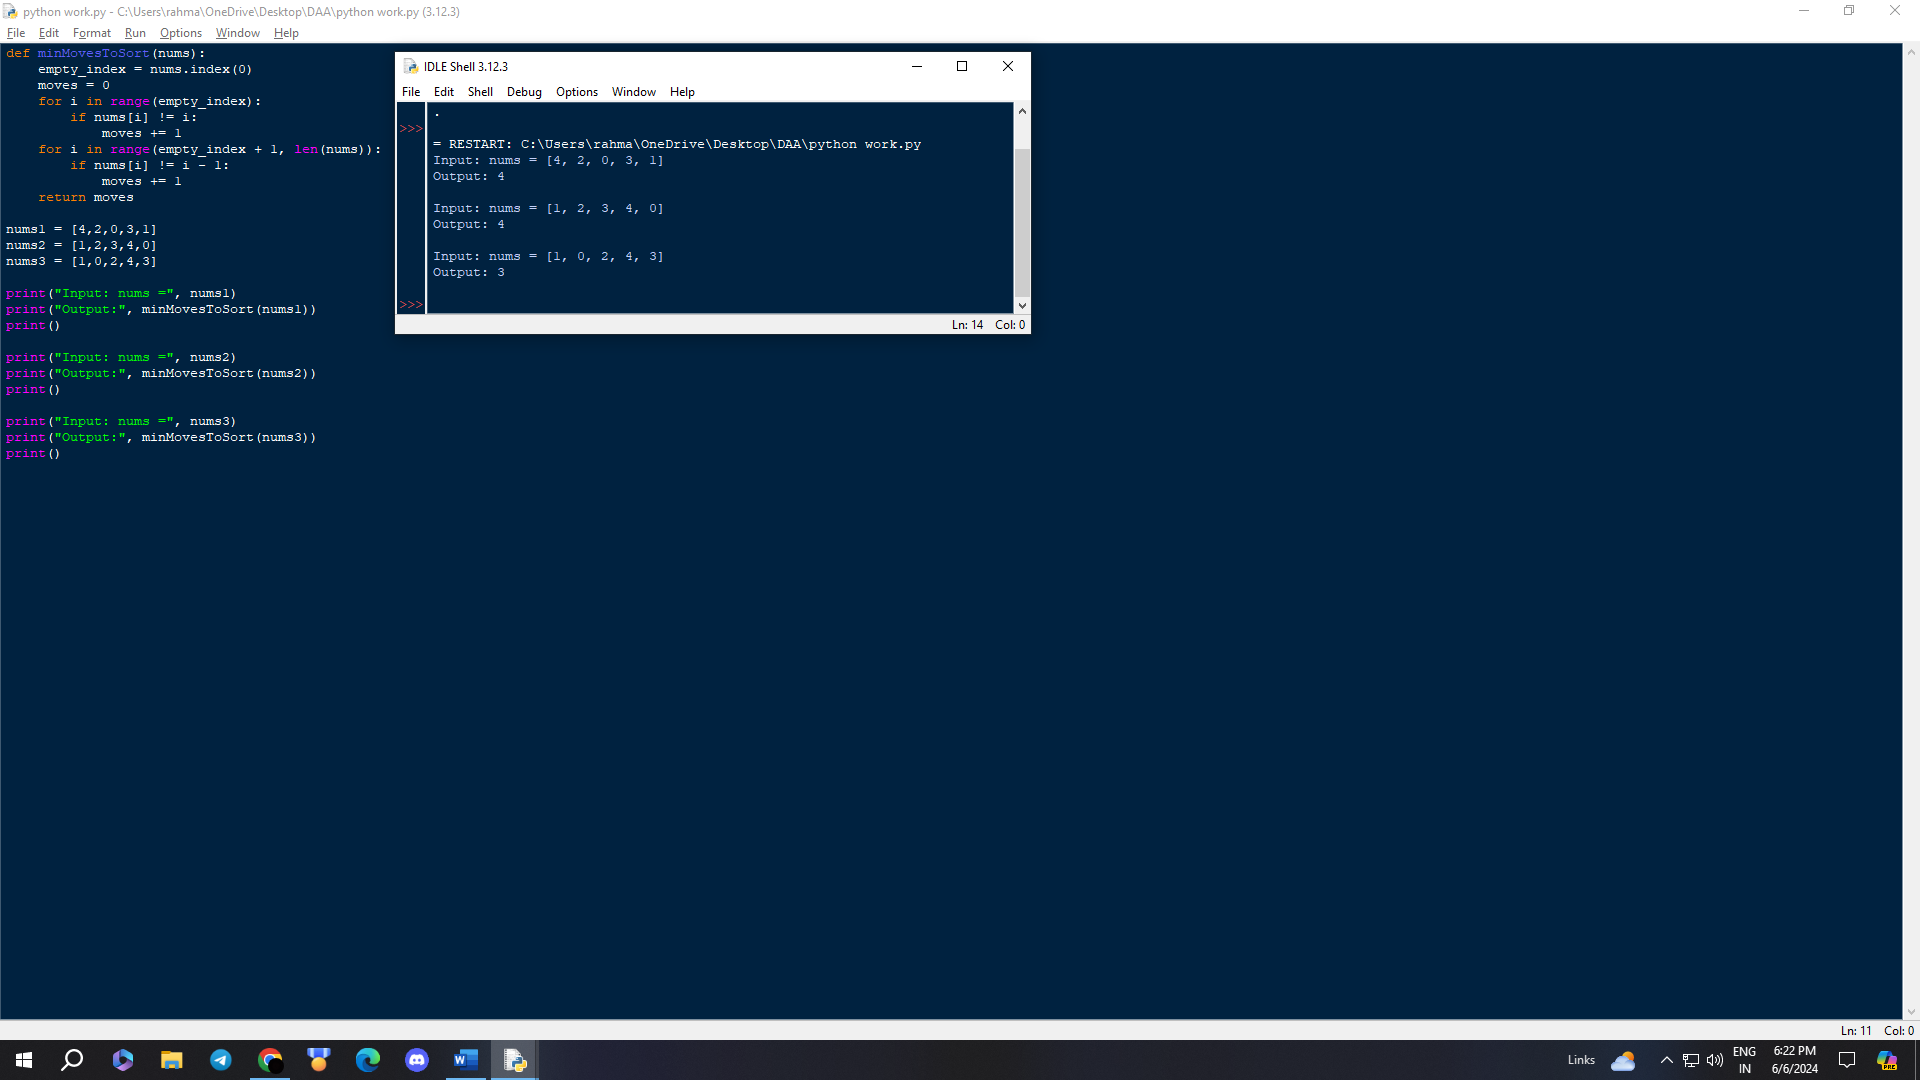 python work.py - C:\Users\rahma\OneDrive\Desktop\DAA\python work.py (3.12.3)
File Edit Format Run Options Window Help
def minMovesToSort(nums):
    empty_index = nums.index(0)
    moves = 0
    for i in range(empty_index):
        if nums[i] != i:
            moves += 1
    for i in range(empty_index + 1, len(nums)):
        if nums[i] != i - 1:
            moves += 1
    return moves
nums1 = [4,2,0,3,1]
nums2 = [1,2,3,4,0]
nums3 = [1,0,2,4,3]
print("Input: nums =", nums1)
print("Output:", minMovesToSort(nums1))
print()
print("Input: nums =", nums2)
print("Output:", minMovesToSort(nums2))
print()
print("Input: nums =", nums3)
print("Output:", minMovesToSort(nums3))
print()
IDLE Shell 3.12.3
File Edit Shell Debug Options Window Help
.
>>>
= RESTART: C:\Users\rahma\OneDrive\Desktop\DAA\python work.py
Input: nums = [4, 2, 0, 3, 1]
Output: 4
Input: nums = [1, 2, 3, 4, 0]
Output: 4
Input: nums = [1, 0, 2, 4, 3]
Output: 3
>>>
Ln: 14 Col: 0
Ln: 11 Col: 0
Links
ENG
IN
6:22 PM
6/6/2024
W
PRE